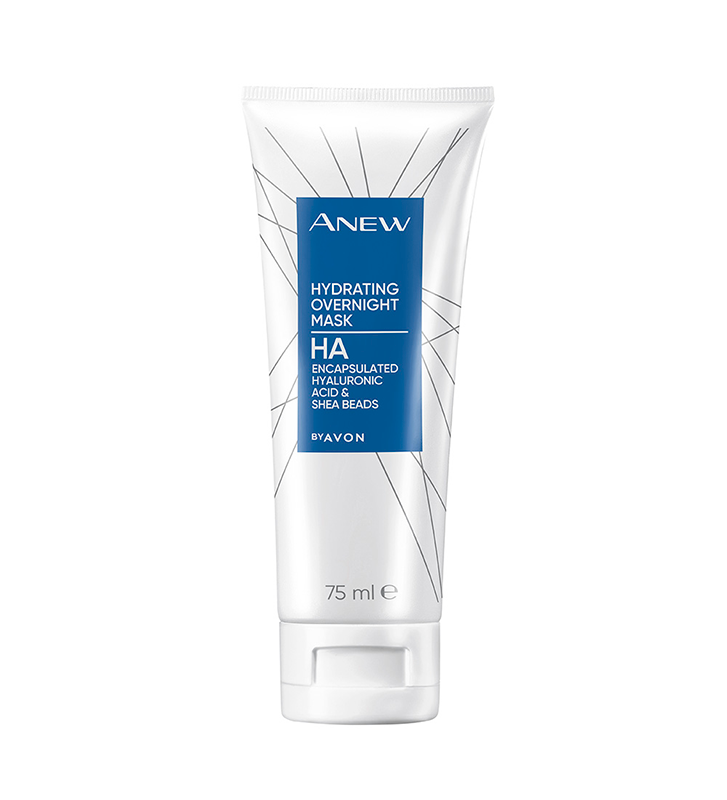 ANEW
HYDRATING
OVERNIGHT
MASK
HA
ENCAPSULATED
HYALURONIC
ACID &
SHEA BEADS
BY AVON
75 ml ℮